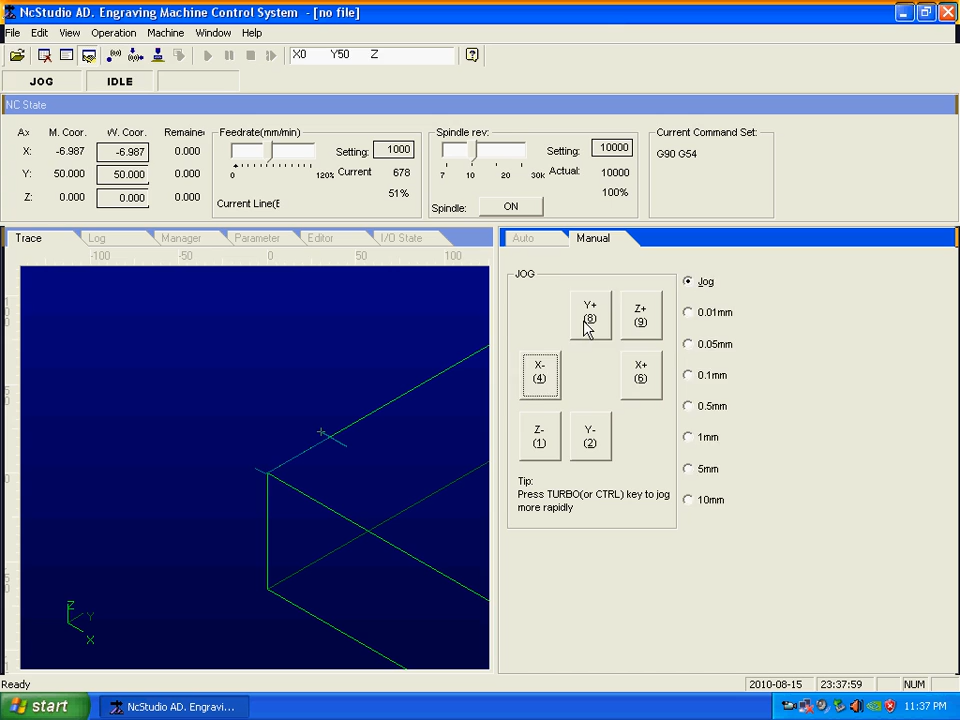 NcStudio AD. Engraving Machine Control System - [no file]
File Edit View Operation Machine Window Help
X0 Y50 Z
JOG IDLE
NC State
Ax M. Coor. W. Coor. Remaine
X: -6.987 -6.987 0.000
Y: 50.000 50.000 0.000
Z: 0.000 0.000 0.000
Feedrate(mm/min)
Setting: 1000
0 120%
Current 678
51%
Current Line(E
Spindle rev:
Setting: 10000
7 10 20 30k
Actual: 10000
100%
Spindle: ON
Current Command Set:
G90 G54
Trace Log Manager Parameter Editor I/O State
-100 -50 0 50 100
Z
Y
X
Auto Manual
JOG
Y+
(8)
Z+
(9)
X-
(4)
X+
(6)
Z-
(1)
Y-
(2)
Tip:
Press TURBO(or CTRL) key to jog
more rapidly
Jog
0.01mm
0.05mm
0.1mm
0.5mm
1mm
5mm
10mm
Ready 2010-08-15 23:37:59 NUM
start NcStudio AD. Engravi... 11:37 PM